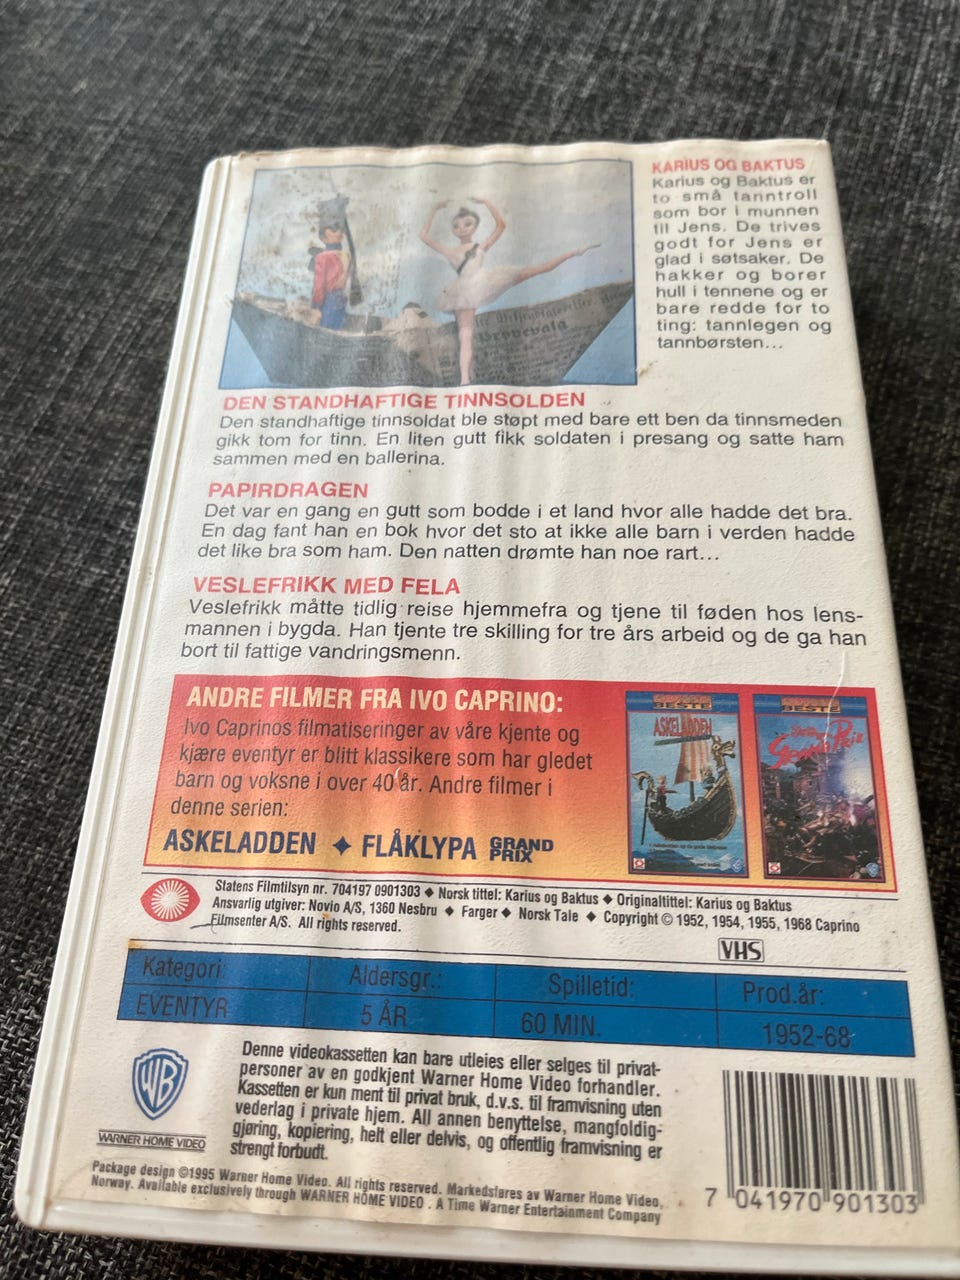 KARIUS OG BAKTUS
Karius og Baktus er
to små tanntroll
som bor i munnen
til Jens. De trives
godt for Jens er
glad i søtsaker. De
hakker og borer
hull i tennene og er
bare redde for to
ting: tannlegen og
tannbørsten...
DEN STANDHAFTIGE TINNSOLDEN
Den standhaftige tinnsoldat ble støpt med bare ett ben da tinnsmeden
gikk tom for tinn. En liten gutt fikk soldaten i presang og satte ham
sammen med en ballerina.
PAPIRDRAGEN
Det var en gang en gutt som bodde i et land hvor alle hadde det bra.
En dag fant han en bok hvor det sto at ikke alle barn i verden hadde
det like bra som ham. Den natten drømte han noe rart...
VESLEFRIKK MED FELA
Veslefrikk måtte tidlig reise hjemmefra og tjene til føden hos lens-
mannen i bygda. Han tjente tre skilling for tre års arbeid og de ga han
bort til fattige vandringsmenn.
ANDRE FILMER FRA IVO CAPRINO:
Ivo Caprinos filmatiseringer av våre kjente og
kjære eventyr er blitt klassikere som har gledet
barn og voksne i over 40 år. Andre filmer i
denne serien:
ASKELADDEN ✦ FLÅKLYPA GRAND PRIX
BESTE
ASKELADDEN
BESTE
Grand Prix
Statens Filmtilsyn nr. 704197 0901303 ◆ Norsk tittel: Karius og Baktus ◆ Originaltittel: Karius og Baktus
Ansvarlig utgiver: Novio A/S, 1360 Nesbru ◆ Farger ◆ Norsk Tale ◆ Copyright © 1952, 1954, 1955, 1968 Caprino
Filmsenter A/S. All rights reserved.
VHS
Kategori: Aldersgr.: Spilletid: Prod.år:
EVENTYR 5 ÅR 60 MIN. 1952-68
WB
WARNER HOME VIDEO
Denne videokassetten kan bare utleies eller selges til privat-
personer av en godkjent Warner Home Video forhandler.
Kassetten er kun ment til privat bruk, d.v.s. til framvisning uten
vederlag i private hjem. All annen benyttelse, mangfoldig-
gjøring, kopiering, helt eller delvis, og offentlig framvisning er
strengt forbudt.
Package design ©1995 Warner Home Video. All rights reserved. Markedsføres av Warner Home Video,
Norway. Available exclusively through WARNER HOME VIDEO . A Time Warner Entertainment Company
7 041970 901303